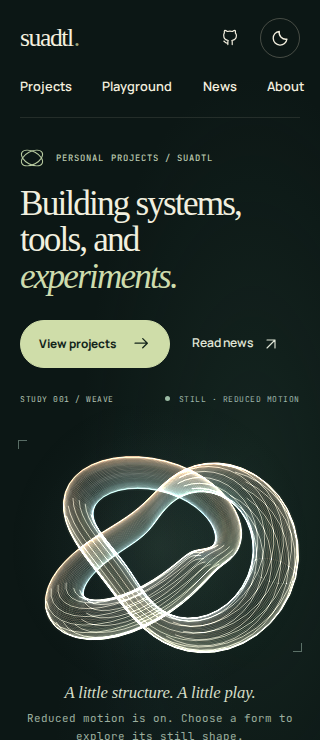 suadtl.
Projects Playground News About
PERSONAL PROJECTS / SUADTL
Building systems,
tools, and
experiments.
View projects → Read news ↗
STUDY 001 / WEAVE • STILL · REDUCED MOTION
A little structure. A little play.
Reduced motion is on. Choose a form to
explore its still shape.